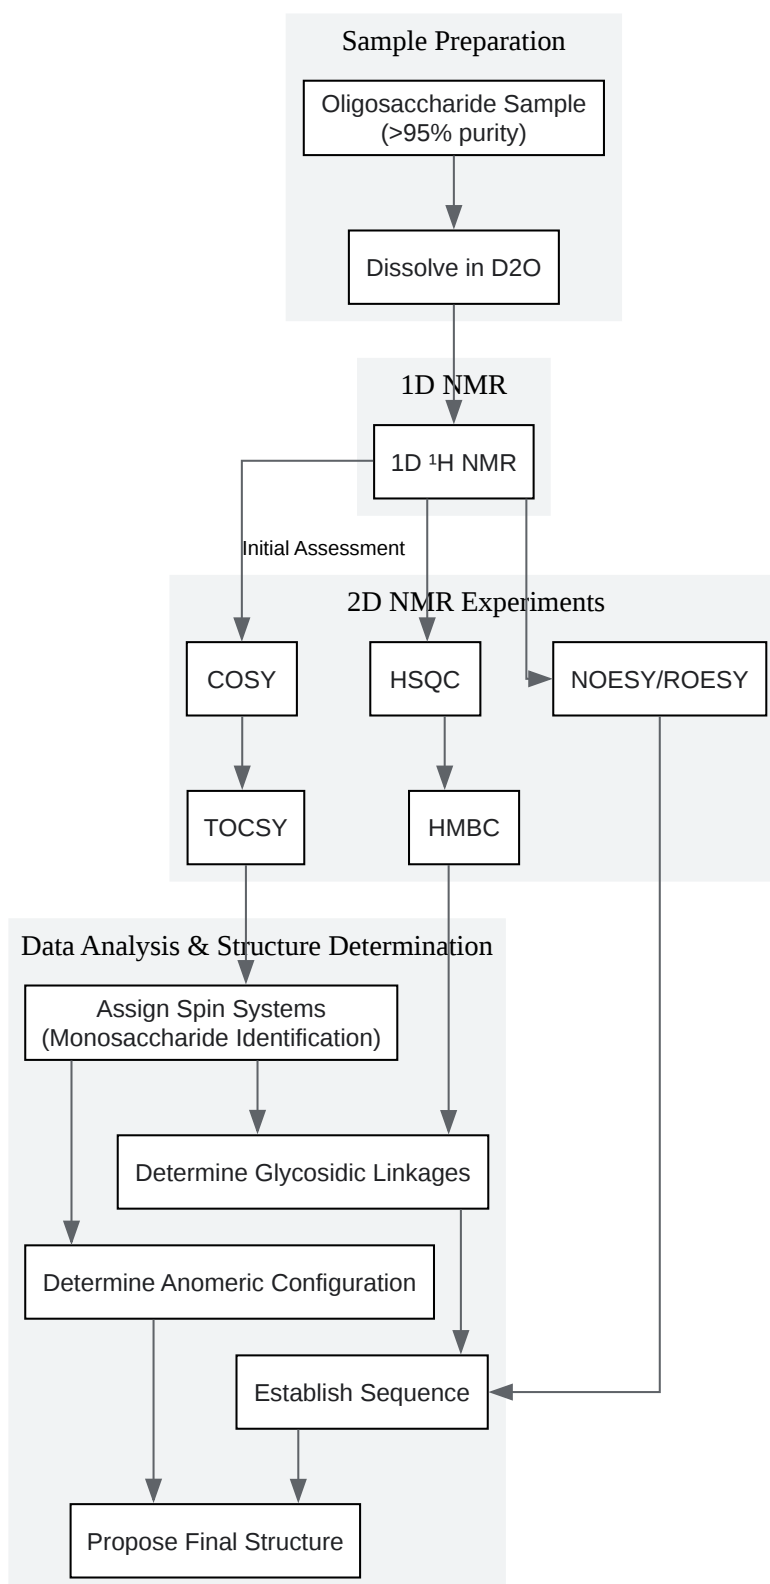 Sample Preparation
Oligosaccharide Sample
(>95% purity)
Dissolve in D2O
1D NMR
1D ¹H NMR
Initial Assessment
2D NMR Experiments
COSY
HSQC
NOESY/ROESY
TOCSY
HMBC
Data Analysis & Structure Determination
Assign Spin Systems
(Monosaccharide Identification)
Determine Glycosidic Linkages
Determine Anomeric Configuration
Establish Sequence
Propose Final Structure